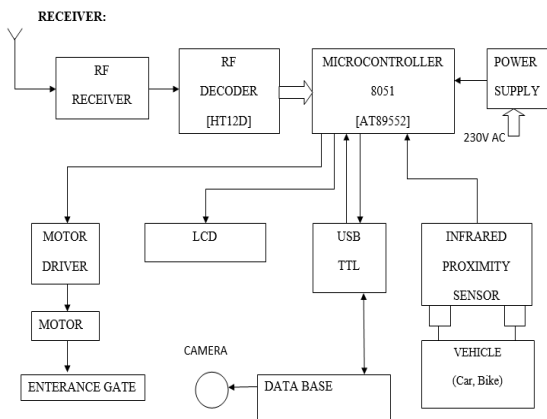 RECEIVER:
RF
RECEIVER
RF
DECODER
[HT12D]
MICROCONTROLLER
8051
[AT89552]
POWER
SUPPLY
230V AC
MOTOR
DRIVER
LCD
USB
TTL
INFRARED
PROXIMITY
SENSOR
MOTOR
ENTERANCE GATE
CAMERA
DATA BASE
VEHICLE
(Car, Bike)